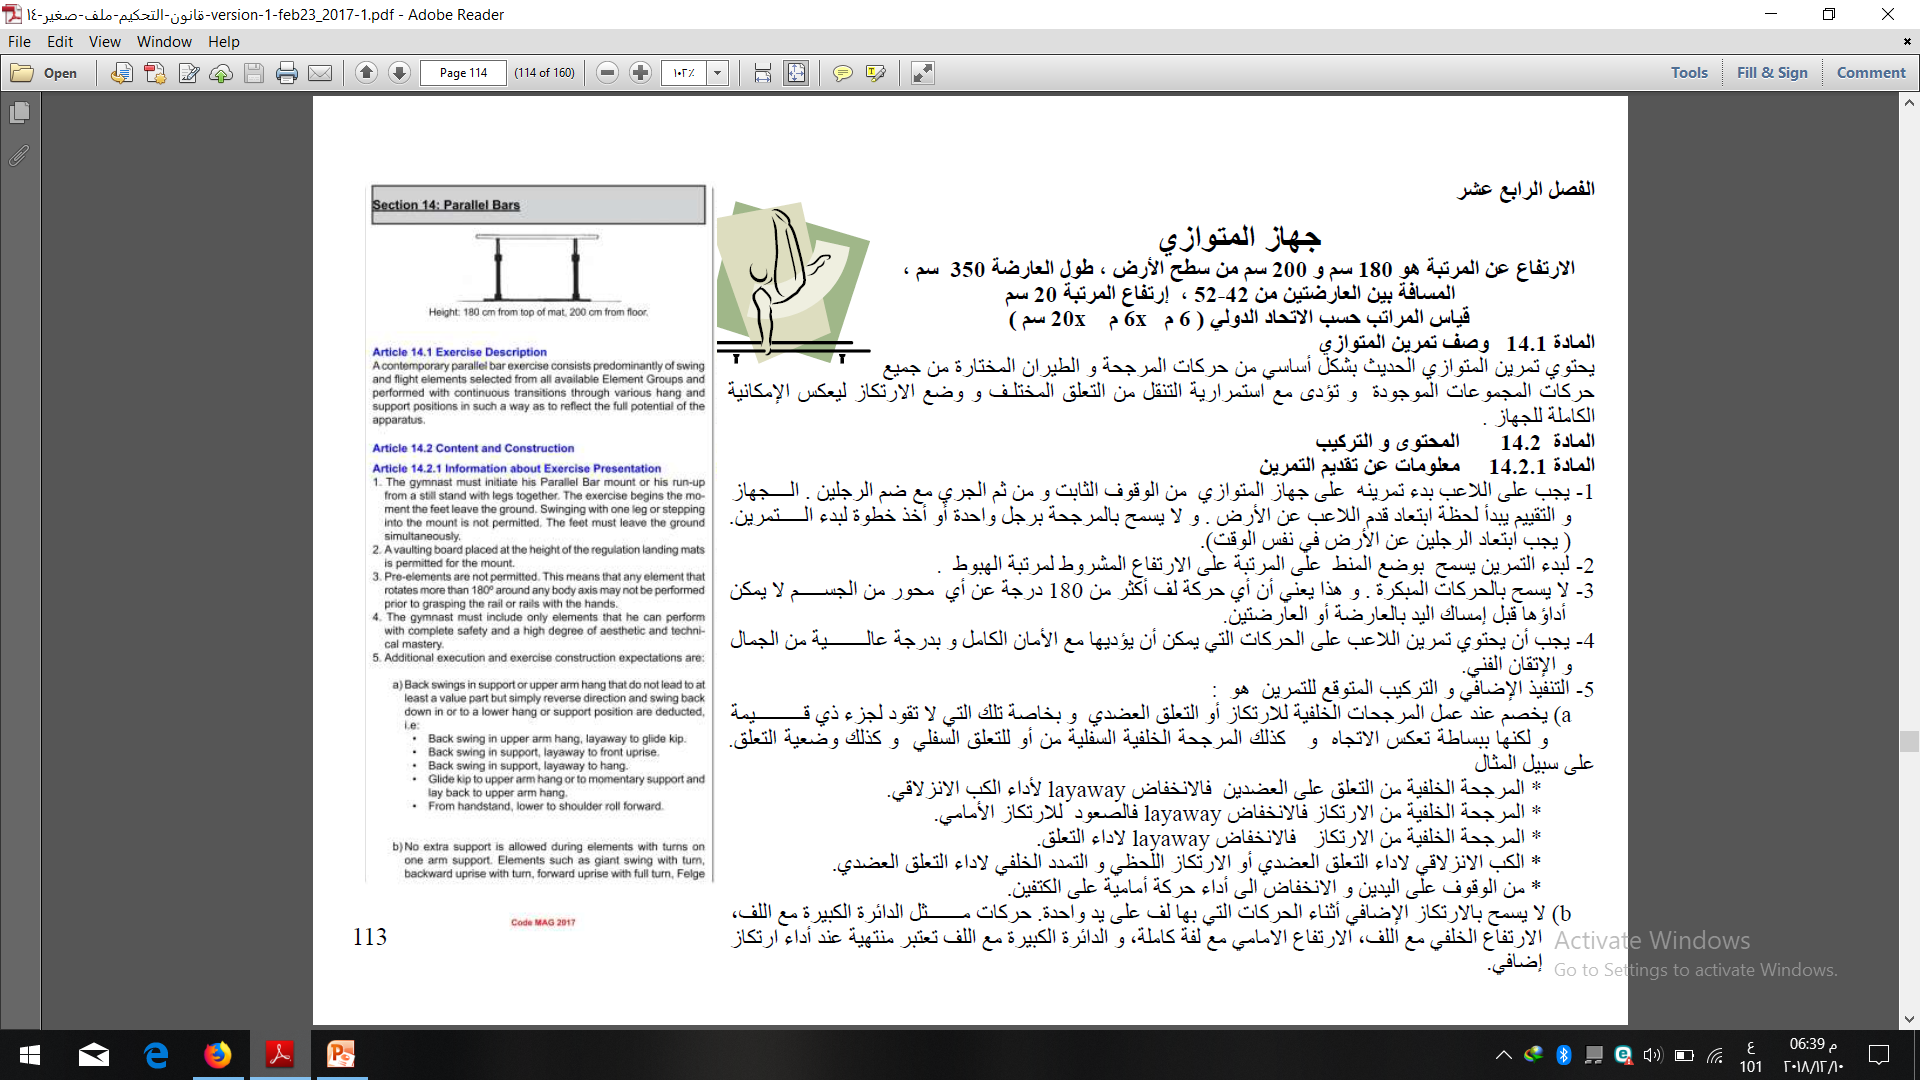 قانون-التحكيم-ملف-صغير-١٤-version-1-feb23_2017-1.pdf - Adobe Reader
File Edit View Window Help
Open
Page 114 (114 of 160) ١٠٢٪
Tools Fill & Sign Comment
Section 14: Parallel Bars
Height: 180 cm from top of mat, 200 cm from floor.
Article 14.1 Exercise Description
A contemporary parallel bar exercise consists predominantly of swing
and flight elements selected from all available Element Groups and
performed with continuous transitions through various hang and
support positions in such a way as to reflect the full potential of the
apparatus.
Article 14.2 Content and Construction
Article 14.2.1 Information about Exercise Presentation
1. The gymnast must initiate his Parallel Bar mount or his run-up
from a still stand with legs together. The exercise begins the mo-
ment the feet leave the ground. Swinging with one leg or stepping
into the mount is not permitted. The feet must leave the ground
simultaneously.
2. A vaulting board placed at the height of the regulation landing mats
is permitted for the mount.
3. Pre-elements are not permitted. This means that any element that
rotates more than 180º around any body axis may not be performed
prior to grasping the rail or rails with the hands.
4. The gymnast must include only elements that he can perform
with complete safety and a high degree of aesthetic and techni-
cal mastery.
5. Additional execution and exercise construction expectations are:
a) Back swings in support or upper arm hang that do not lead to at
least a value part but simply reverse direction and swing back
down in or to a lower hang or support position are deducted,
i.e:
• Back swing in upper arm hang, layaway to glide kip.
• Back swing in support, layaway to front uprise.
• Back swing in support, layaway to hang.
• Glide kip to upper arm hang or to momentary support and
lay back to upper arm hang.
• From handstand, lower to shoulder roll forward.
b) No extra support is allowed during elements with turns on
one arm support. Elements such as giant swing with turn,
backward uprise with turn, forward uprise with full turn, Felge
Code MAG 2017
113
الفصل الرابع عشر
جهاز المتوازي
الارتفاع عن المرتبة هو 180 سم و 200 سم من سطح الأرض ، طول العارضة 350 سم ،
المسافة بين العارضتين من 42-52 ، إرتفاع المرتبة 20 سم
قياس المراتب حسب الاتحاد الدولي ( 6 م 6x م 20x سم )
المادة 14.1 وصف تمرين المتوازي
يحتوي تمرين المتوازي الحديث بشكل أساسي من حركات المرجحة و الطيران المختارة من جميع
حركات المجموعات الموجودة و تؤدى مع استمرارية التنقل من التعلق المختلف و وضع الارتكاز ليعكس الإمكانية
الكاملة للجهاز .
المادة 14.2 المحتوى و التركيب
المادة 14.2.1 معلومات عن تقديم التمرين
1- يجب على اللاعب بدء تمرينه على جهاز المتوازي من الوقوف الثابت و من ثم الجري مع ضم الرجلين . الـــجهاز
و التقييم يبدأ لحظة ابتعاد قدم اللاعب عن الأرض . و لا يسمح بالمرجحة برجل واحدة أو أخذ خطوة لبدء الــــتمرين.
( يجب ابتعاد الرجلين عن الأرض في نفس الوقت).
2- لبدء التمرين يسمح بوضع المنط على المرتبة على الارتفاع المشروط لمرتبة الهبوط .
3- لا يسمح بالحركات المبكرة . و هذا يعني أن أي حركة لف أكثر من 180 درجة عن أي محور من الجســـم لا يمكن
أداؤها قبل إمساك اليد بالعارضة أو العارضتين.
4- يجب أن يحتوي تمرين اللاعب على الحركات التي يمكن أن يؤديها مع الأمان الكامل و بدرجة عالـــــية من الجمال
و الإتقان الفني.
5- التنفيذ الإضافي و التركيب المتوقع للتمرين هو :
a) يخصم عند عمل المرجحات الخلفية للارتكاز أو التعلق العضدي و بخاصة تلك التي لا تقود لجزء ذي قـــــــيمة
و لكنها ببساطة تعكس الاتجاه و كذلك المرجحة الخلفية السفلية من أو للتعلق السفلي و كذلك وضعية التعلق.
على سبيل المثال
* المرجحة الخلفية من التعلق على العضدين فالانخفاض layaway لأداء الكب الانزلاقي.
* المرجحة الخلفية من الارتكاز فالانخفاض layaway فالصعود للارتكاز الأمامي.
* المرجحة الخلفية من الارتكاز فالانخفاض layaway لاداء التعلق.
* الكب الانزلاقي لاداء التعلق العضدي أو الارتكاز اللحظي و التمدد الخلفي لاداء التعلق العضدي.
* من الوقوف على اليدين و الانخفاض الى أداء حركة أمامية على الكتفين.
b) لا يسمح بالارتكاز الإضافي أثناء الحركات التي بها لف على يد واحدة. حركات مـــــثل الدائرة الكبيرة مع اللف،
الارتفاع الخلفي مع اللف، الارتفاع الامامي مع لفة كاملة، و الدائرة الكبيرة مع اللف تعتبر منتهية عند أداء ارتكاز
إضافي.
Activate Windows
Go to Settings to activate Windows.
ع
101
06:39 م
٢٠١٨/١٢/١٠